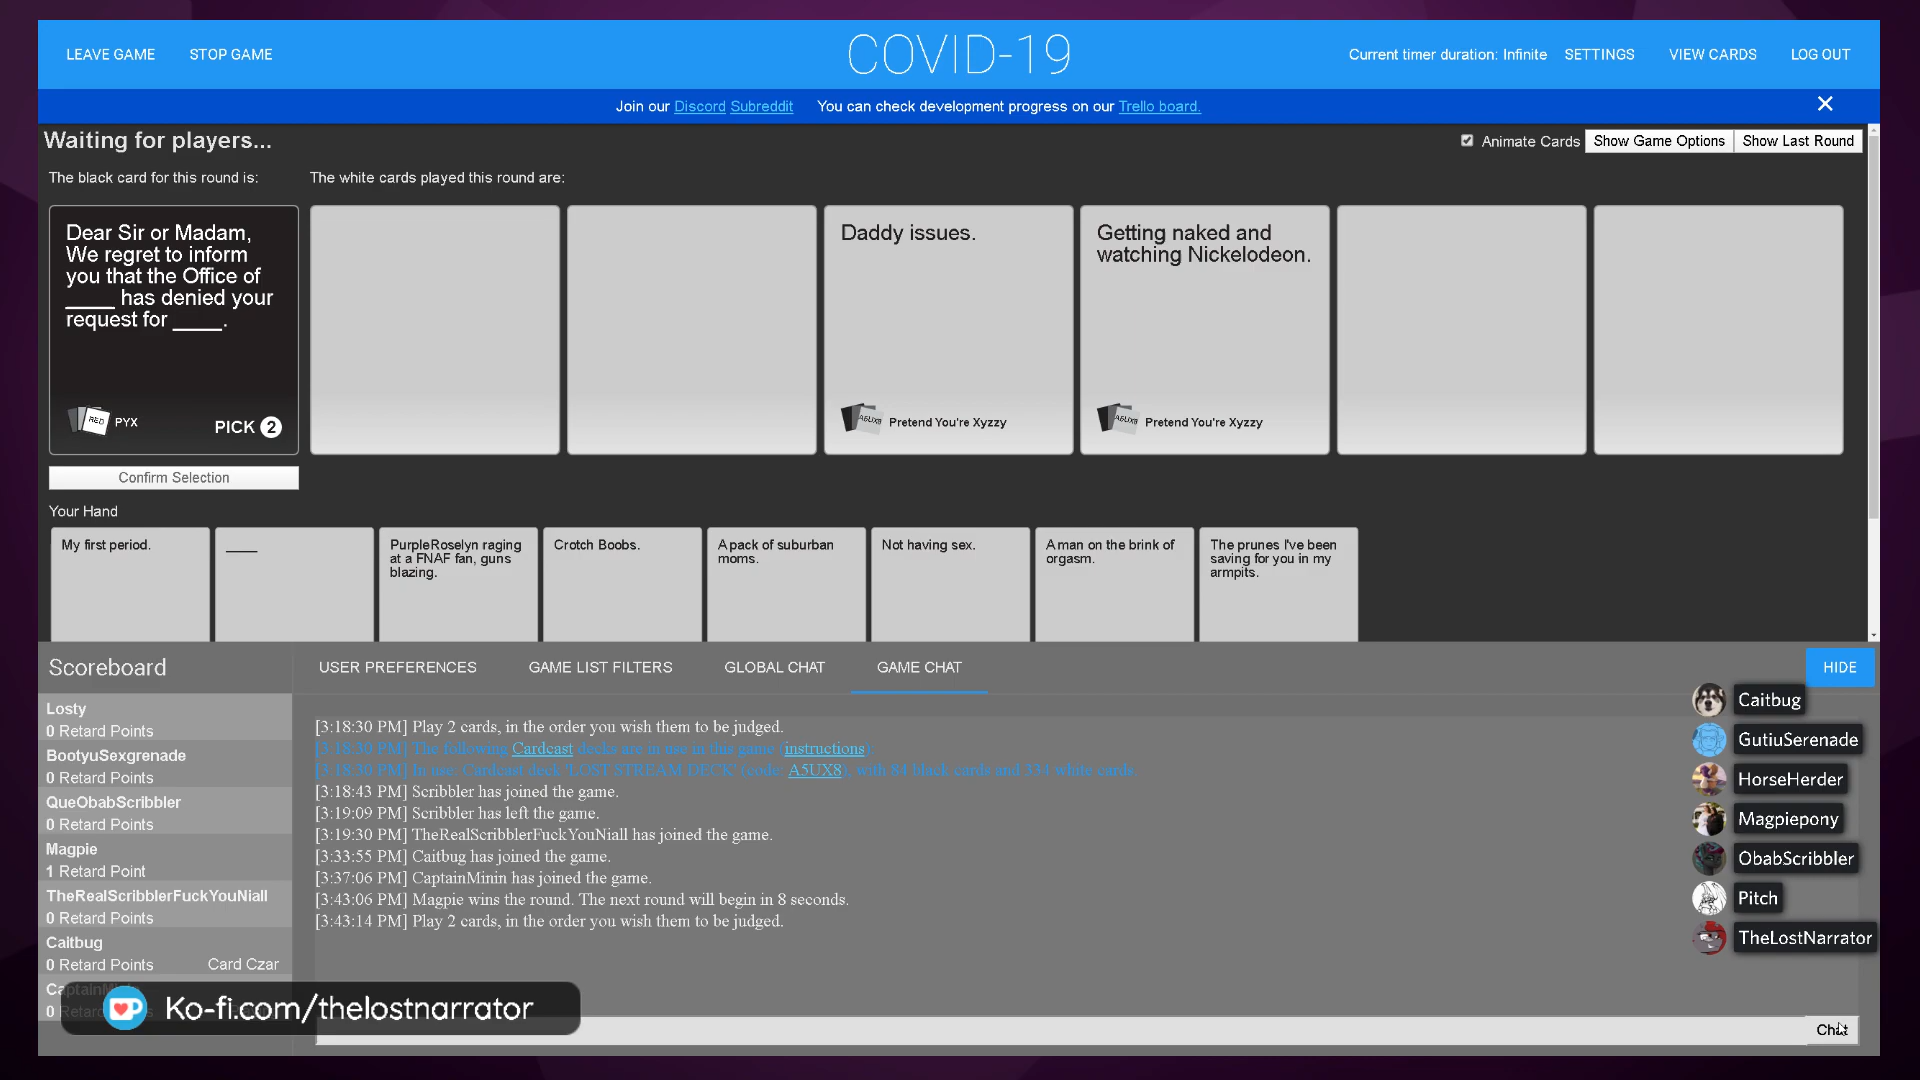 LEAVE GAME
STOP GAME
COVID-19
Current timer duration: Infinite
SETTINGS
VIEW CARDS
LOG OUT
Join our Discord Subreddit
You can check development progress on our Trello board.
Waiting for players...
Animate Cards
Show Game Options
Show Last Round
The black card for this round is:
The white cards played this round are:
Dear Sir or Madam,
We regret to inform
you that the Office of
____ has denied your
request for ____.
RED
PYX
PICK 2
Daddy issues.
A5UX8
Pretend You're Xyzzy
Getting naked and
watching Nickelodeon.
A5UX8
Pretend You're Xyzzy
Confirm Selection
Your Hand
My first period.
____
PurpleRoselyn raging
at a FNAF fan, guns
blazing.
Crotch Boobs.
A pack of suburban
moms.
Not having sex.
A man on the brink of
orgasm.
The prunes I've been
saving for you in my
armpits.
Scoreboard
Losty
0 Retard Points
BootyuSexgrenade
0 Retard Points
QueObabScribbler
0 Retard Points
Magpie
1 Retard Point
TheRealScribblerFuckYouNiall
0 Retard Points
Caitbug
0 Retard Points
Card Czar
USER PREFERENCES
GAME LIST FILTERS
GLOBAL CHAT
GAME CHAT
HIDE
[3:18:30 PM] Play 2 cards, in the order you wish them to be judged.
[3:18:30 PM] The following Cardcast decks are in use in this game (instructions).
[3:18:30 PM] In use: Cardcast deck 'LOST STREAM DECK' (code: A5UX8), with 84 black cards and 334 white cards.
[3:18:43 PM] Scribbler has joined the game.
[3:19:09 PM] Scribbler has left the game.
[3:19:30 PM] TheRealScribblerFuckYouNiall has joined the game.
[3:33:55 PM] Caitbug has joined the game.
[3:37:06 PM] CaptainMinin has joined the game.
[3:43:06 PM] Magpie wins the round. The next round will begin in 8 seconds.
[3:43:14 PM] Play 2 cards, in the order you wish them to be judged.
Caitbug
GutiuSerenade
HorseHerder
Magpiepony
ObabScribbler
Pitch
TheLostNarrator
Ko-fi.com/thelostnarrator
Chat